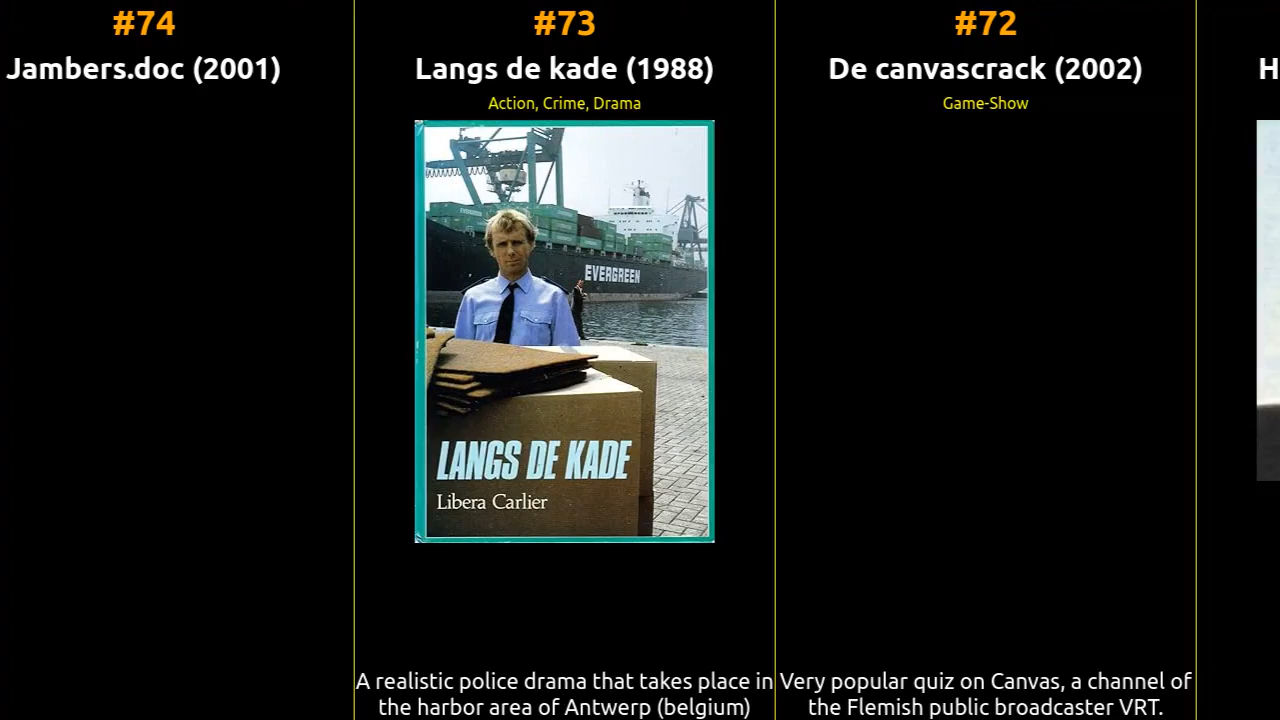 #74
Jambers.doc (2001)
#73
Langs de kade (1988)
Action, Crime, Drama
EVERGREEN
LANGS DE KADE
Libera Carlier
A realistic police drama that takes place in
the harbor area of Antwerp (belgium)
#72
De canvascrack (2002)
Game-Show
Very popular quiz on Canvas, a channel of
the Flemish public broadcaster VRT.
H